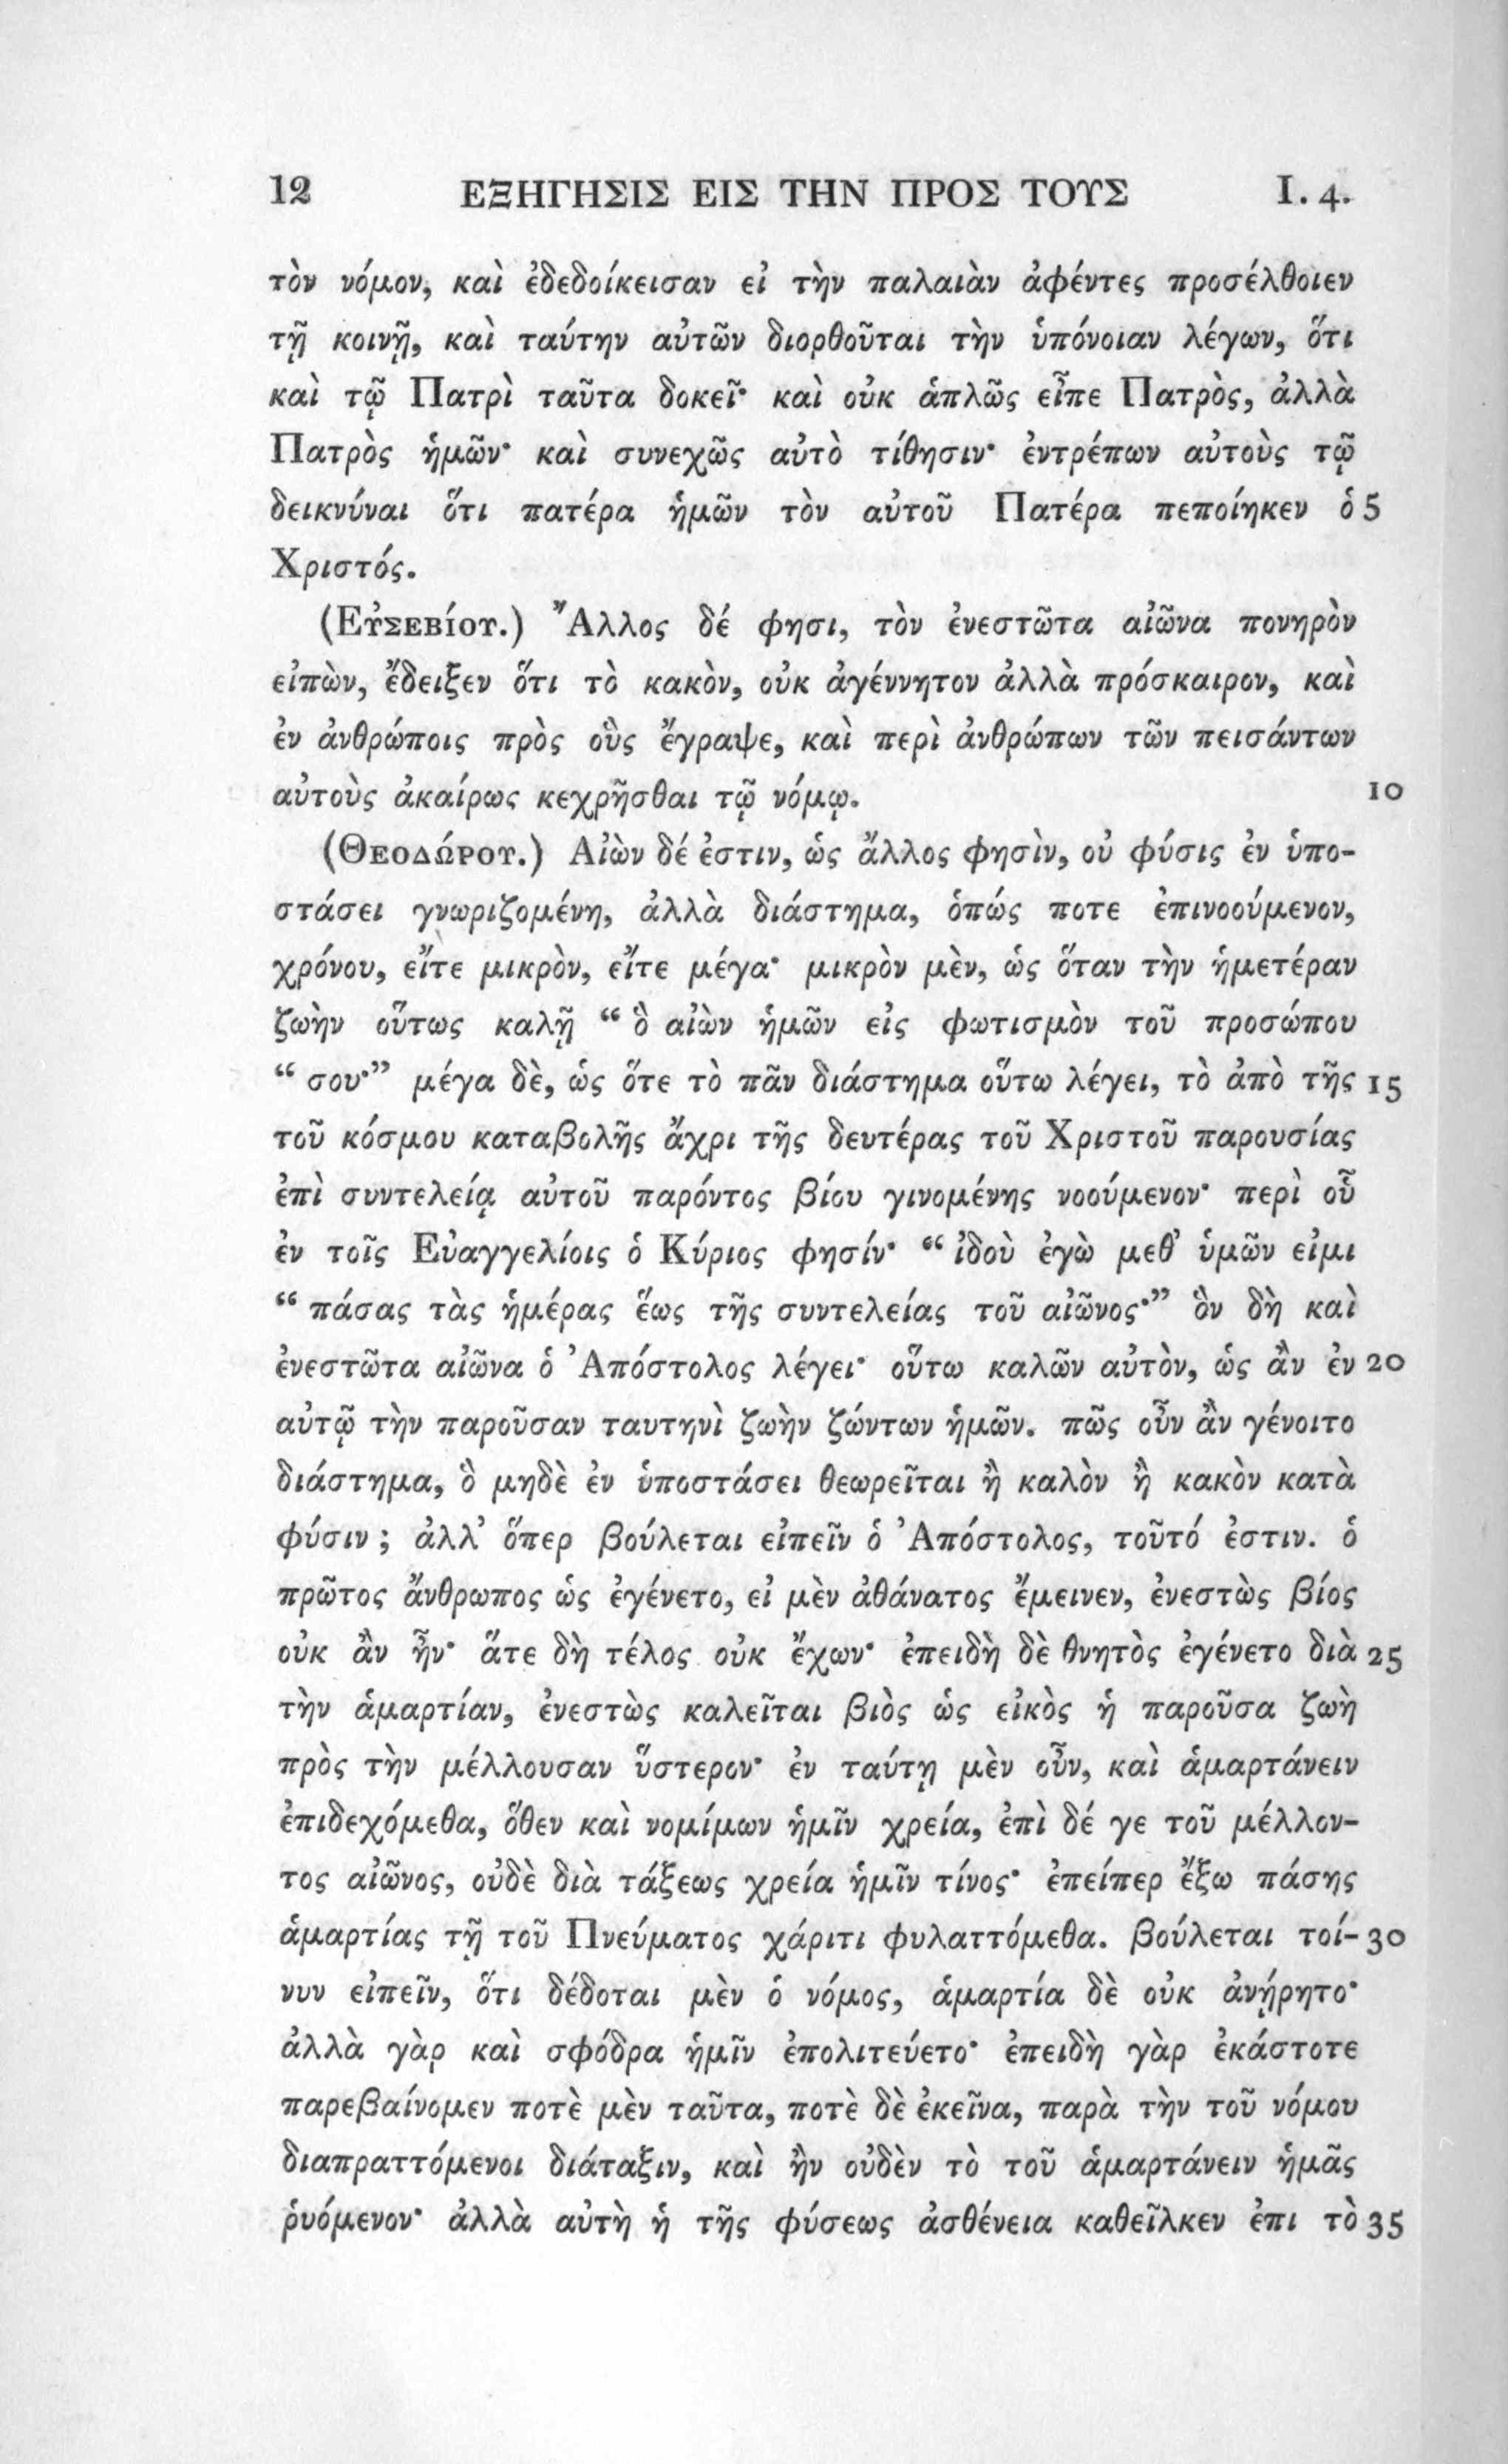 12 ΕΞΗΓΗΣΙΣ ΕΙΣ ΤΗΝ ΠΡΟΣ ΤΟΥΣ I. 4.
τὸν νόμον, καὶ ἐδεδοίκεισαν εἰ τὴν παλαιὰν ἀφέντες προσέλθοιεν
τῇ κοινῇ, καὶ ταύτην αὐτῶν διορθοῦται τὴν ὑπόνοιαν λέγων, ὅτι
καὶ τῷ Πατρὶ ταῦτα δοκεῖ· καὶ οὐκ ἁπλῶς εἶπε Πατρὸς, ἀλλὰ
Πατρὸς ἡμῶν· καὶ συνεχῶς αὐτὸ τίθησιν· ἐντρέπων αὐτοὺς τῷ
δεικνύναι ὅτι πατέρα ἡμῶν τὸν αὐτοῦ Πατέρα πεποίηκεν ὁ 5
Χριστός.
(Εὐσεβίου.) Ἄλλος δέ φησι, τὸν ἐνεστῶτα αἰῶνα πονηρὸν
εἰπὼν, ἔδειξεν ὅτι τὸ κακὸν, οὐκ ἀγέννητον ἀλλὰ πρόσκαιρον, καὶ
ἐν ἀνθρώποις πρὸς οὓς ἔγραψε, καὶ περὶ ἀνθρώπων τῶν πεισάντων
αὐτοὺς ἀκαίρως κεχρῆσθαι τῷ νόμῳ. 10
(Θεοδώρου.) Αἰὼν δέ ἐστιν, ὡς ἄλλος φησὶν, οὐ φύσις ἐν ὑπο-
στάσει γνωριζομένη, ἀλλὰ διάστημα, ὁπώς ποτε ἐπινοούμενον,
χρόνου, εἴτε μικρὸν, εἴτε μέγα· μικρὸν μὲν, ὡς ὅταν τὴν ἡμετέραν
ζωὴν οὕτως καλῇ “ ὃ αἰὼν ἡμῶν εἰς φωτισμὸν τοῦ προσώπου
“ σου·” μέγα δὲ, ὡς ὅτε τὸ πᾶν διάστημα οὕτω λέγει, τὸ ἀπὸ τῆς 15
τοῦ κόσμου καταβολῆς ἄχρι τῆς δευτέρας τοῦ Χριστοῦ παρουσίας
ἐπὶ συντελείᾳ αὐτοῦ παρόντος βίου γινομένης νοούμενον· περὶ οὗ
ἐν τοῖς Εὐαγγελίοις ὁ Κύριος φησίν· “ ἰδοὺ ἐγὼ μεθ’ ὑμῶν εἰμι
“ πάσας τὰς ἡμέρας ἕως τῆς συντελείας τοῦ αἰῶνος·” ὃν δὴ καὶ
ἐνεστῶτα αἰῶνα ὁ Ἀπόστολος λέγει· οὕτω καλῶν αὐτὸν, ὡς ἂν ἐν 20
αὐτῷ τὴν παροῦσαν ταυτηνὶ ζωὴν ζώντων ἡμῶν. πῶς οὖν ἂν γένοιτο
διάστημα, ὃ μηδὲ ἐν ὑποστάσει θεωρεῖται ἢ καλὸν ἢ κακὸν κατὰ
φύσιν ; ἀλλ’ ὅπερ βούλεται εἰπεῖν ὁ Ἀπόστολος, τοῦτό ἐστιν. ὁ
πρῶτος ἄνθρωπος ὡς ἐγένετο, εἰ μὲν ἀθάνατος ἔμεινεν, ἐνεστὼς βίος
οὐκ ἂν ἦν· ἅτε δὴ τέλος οὐκ ἔχων· ἐπειδὴ δὲ θνητὸς ἐγένετο διὰ 25
τὴν ἁμαρτίαν, ἐνεστὼς καλεῖται βιὸς ὡς εἰκὸς ἡ παροῦσα ζωὴ
πρὸς τὴν μέλλουσαν ὕστερον· ἐν ταύτῃ μὲν οὖν, καὶ ἁμαρτάνειν
ἐπιδεχόμεθα, ὅθεν καὶ νομίμων ἡμῖν χρεία, ἐπὶ δέ γε τοῦ μέλλον-
τος αἰῶνος, οὐδὲ διὰ τάξεως χρεία ἡμῖν τίνος· ἐπείπερ ἔξω πάσης
ἁμαρτίας τῇ τοῦ Πνεύματος χάριτι φυλαττόμεθα. βούλεται τοί- 30
νυν εἰπεῖν, ὅτι δέδοται μὲν ὁ νόμος, ἁμαρτία δὲ οὐκ ἀνῄρητο·
ἀλλὰ γὰρ καὶ σφόδρα ἡμῖν ἐπολιτεύετο· ἐπειδὴ γὰρ ἑκάστοτε
παρεβαίνομεν ποτὲ μὲν ταῦτα, ποτὲ δὲ ἐκεῖνα, παρὰ τὴν τοῦ νόμου
διαπραττόμενοι διάταξιν, καὶ ἢν οὐδὲν τὸ τοῦ ἁμαρτάνειν ἡμᾶς
ῥυόμενον· ἀλλὰ αὐτὴ ἡ τῆς φύσεως ἀσθένεια καθεῖλκεν ἐπι τὸ 35